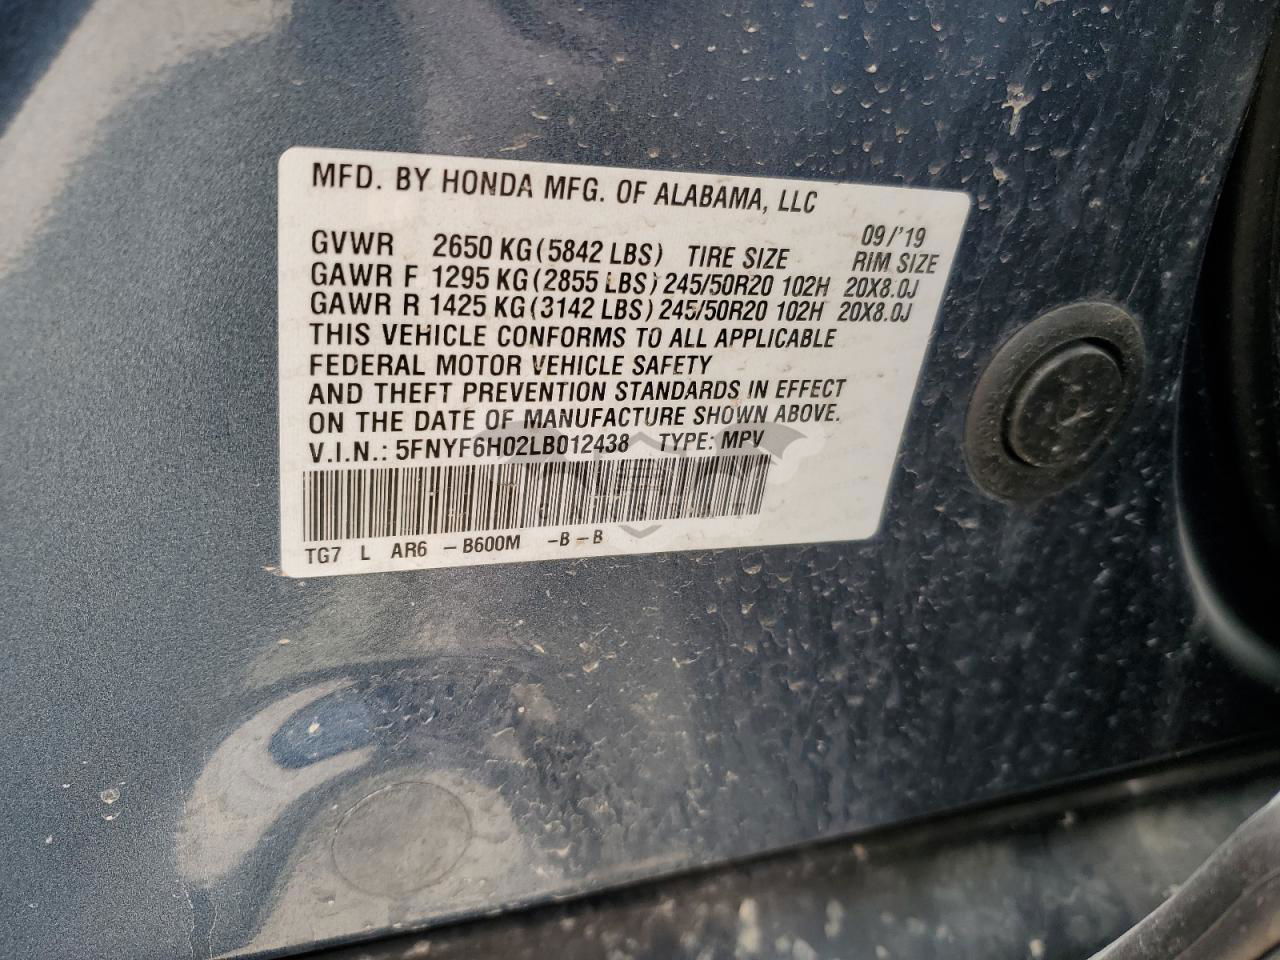 MFD. BY HONDA MFG. OF ALABAMA, LLC
09/'19
GVWR 2650 KG(5842 LBS) TIRE SIZE RIM SIZE
GAWR F 1295 KG(2855 LBS) 245/50R20 102H 20X8.0J
GAWR R 1425 KG(3142 LBS) 245/50R20 102H 20X8.0J
THIS VEHICLE CONFORMS TO ALL APPLICABLE
FEDERAL MOTOR VEHICLE SAFETY
AND THEFT PREVENTION STANDARDS IN EFFECT
ON THE DATE OF MANUFACTURE SHOWN ABOVE.
V.I.N.: 5FNYF6H02LB012438 TYPE: MPV
TG7 L AR6 -B600M -B-B